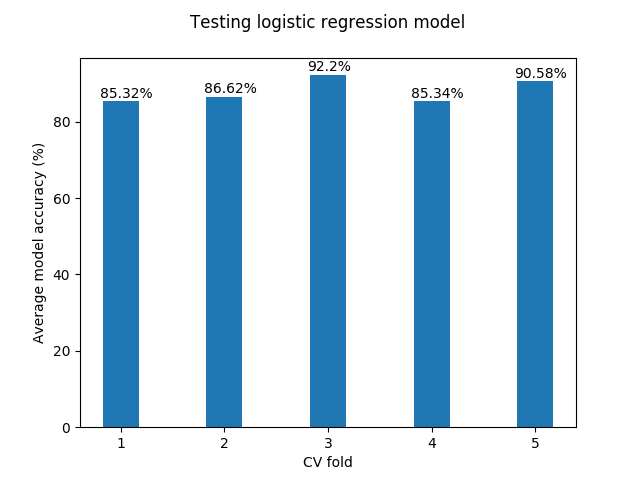 Testing logistic regression model
85.32%
86.62%
92.2%
85.34%
90.58%
Average model accuracy (%)
80
60
40
20
0
1 2 3 4 5
CV fold